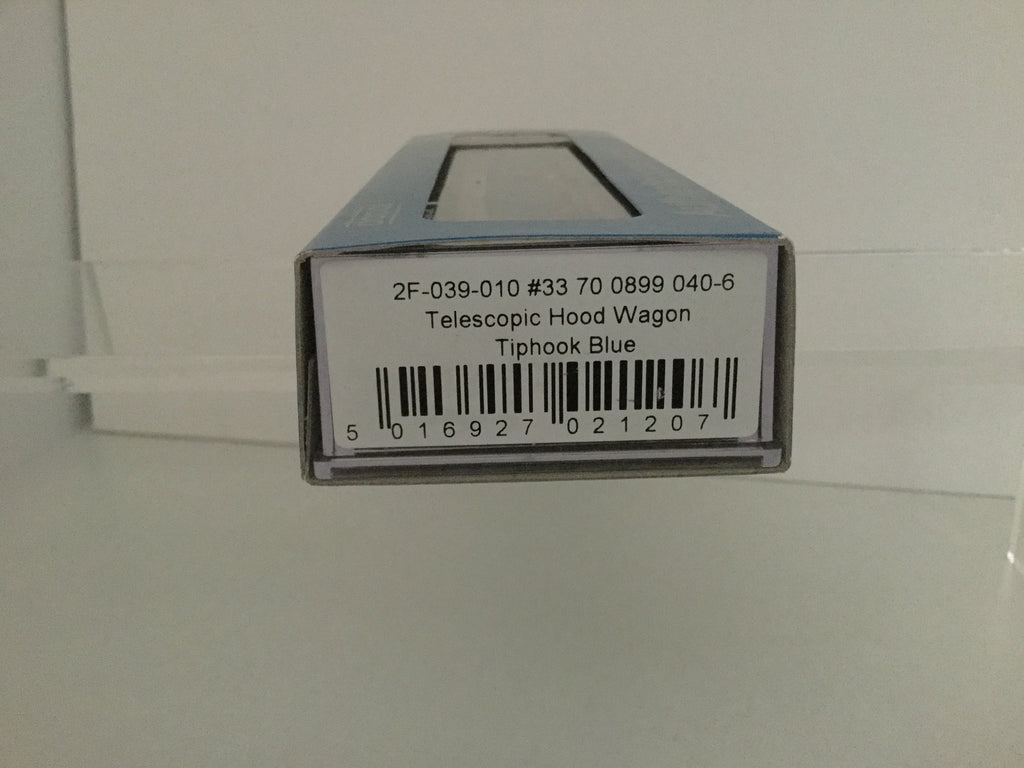 2F-039-010 #33 70 0899 040-6
Telescopic Hood Wagon
Tiphook Blue
5 016927 021207